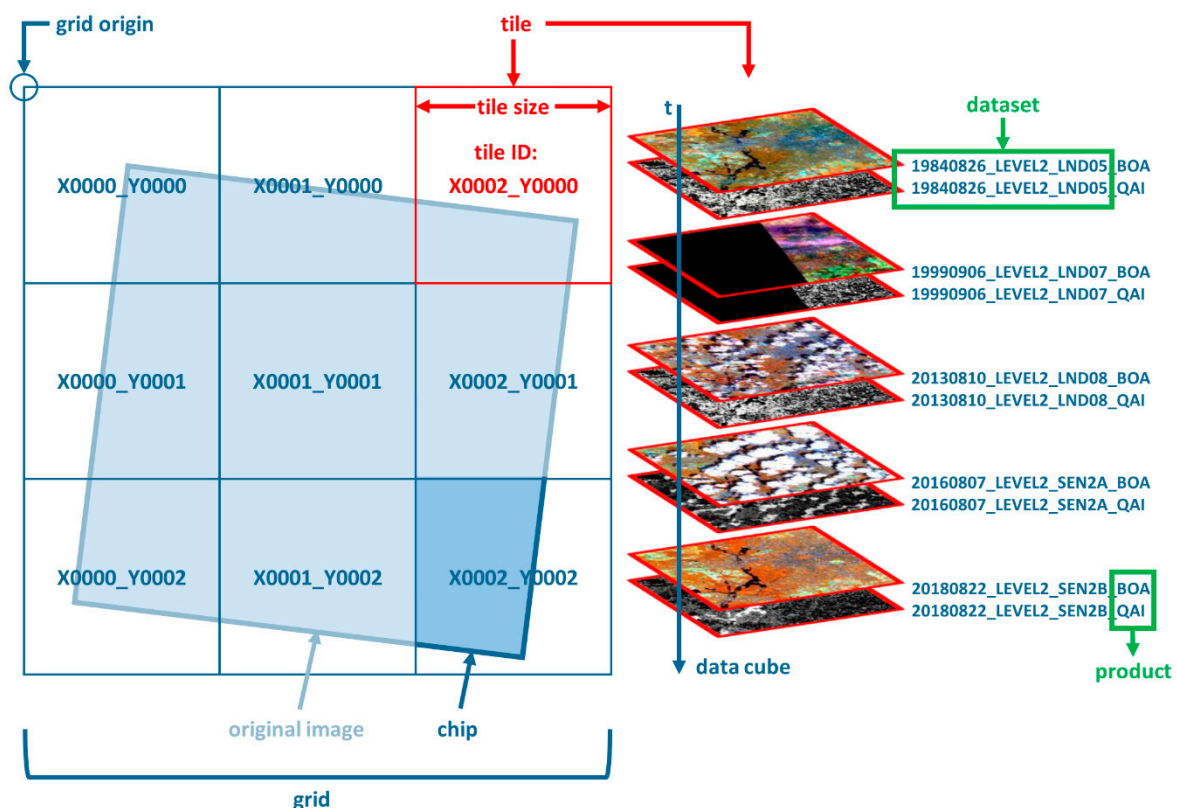 grid origin
tile
tile size
t
dataset
tile ID:
X0000_Y0000
X0001_Y0000
X0002_Y0000
19840826_LEVEL2_LND05_BOA
19840826_LEVEL2_LND05_QAI
19990906_LEVEL2_LND07_BOA
19990906_LEVEL2_LND07_QAI
X0000_Y0001
X0001_Y0001
X0002_Y0001
20130810_LEVEL2_LND08_BOA
20130810_LEVEL2_LND08_QAI
20160807_LEVEL2_SEN2A_BOA
20160807_LEVEL2_SEN2A_QAI
X0000_Y0002
X0001_Y0002
X0002_Y0002
20180822_LEVEL2_SEN2B_BOA
20180822_LEVEL2_SEN2B_QAI
data cube
product
original image
chip
grid